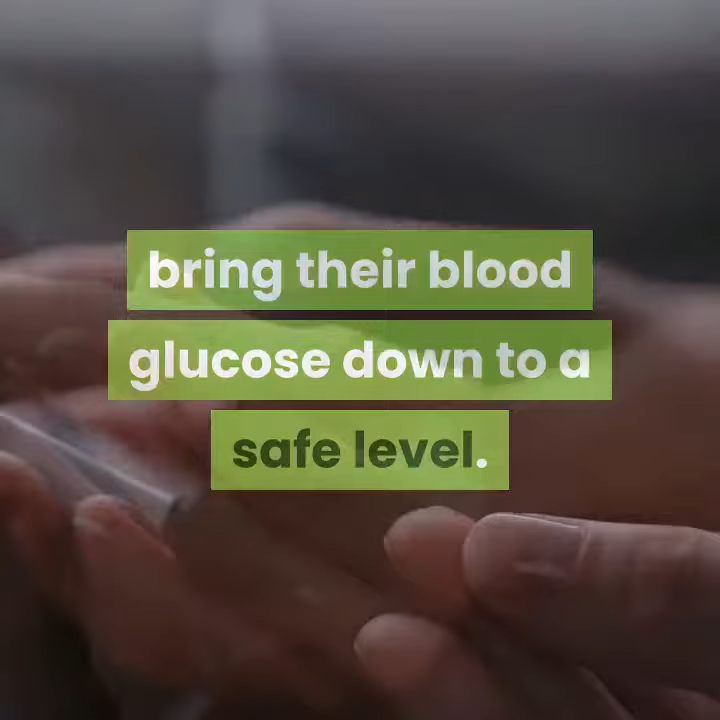 bring their blood
glucose down to a
safe level.